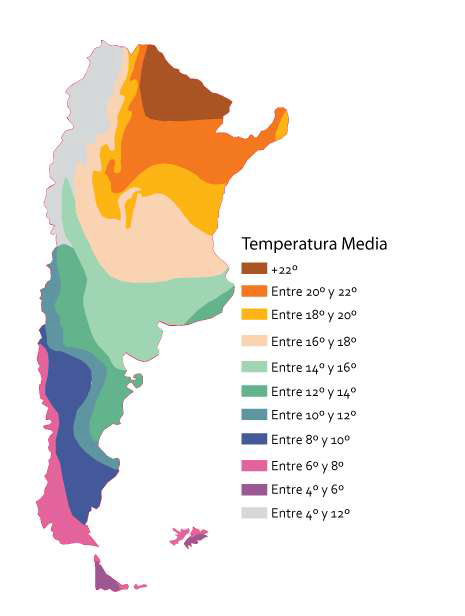 Temperatura Media
+22º
Entre 20º y 22º
Entre 18º y 20º
Entre 16º y 18º
Entre 14º y 16º
Entre 12º y 14º
Entre 10º y 12º
Entre 8º y 10º
Entre 6º y 8º
Entre 4º y 6º
Entre 4º y 12º